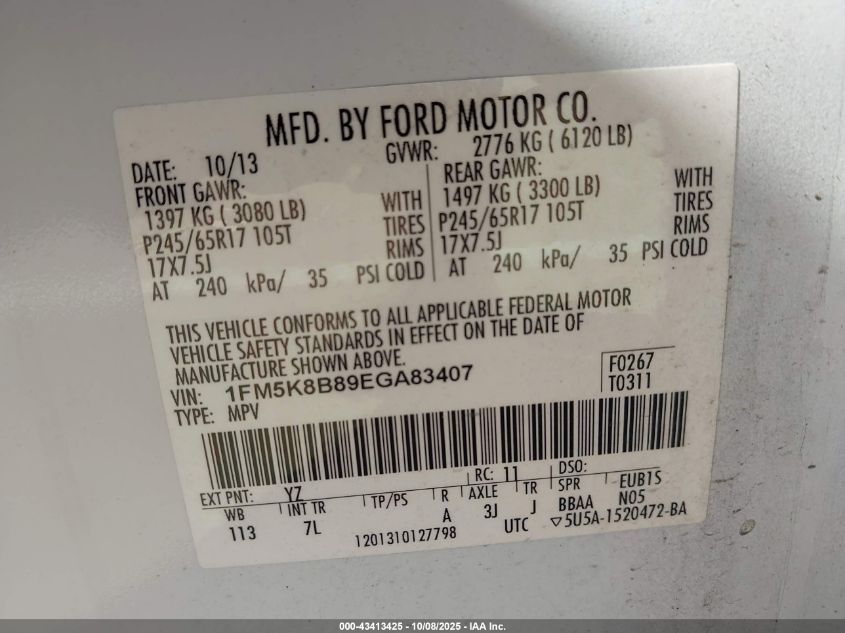 MFD. BY FORD MOTOR CO.
DATE: 10/13 GVWR: 2776 KG ( 6120 LB)
FRONT GAWR: REAR GAWR:
1397 KG ( 3080 LB) WITH 1497 KG ( 3300 LB) WITH
P245/65R17 105T TIRES P245/65R17 105T TIRES
17X7.5J RIMS 17X7.5J RIMS
AT 240 kPa/ 35 PSI COLD AT 240 kPa/ 35 PSI COLD
THIS VEHICLE CONFORMS TO ALL APPLICABLE FEDERAL MOTOR
VEHICLE SAFETY STANDARDS IN EFFECT ON THE DATE OF
MANUFACTURE SHOWN ABOVE.
VIN: 1FM5K8B89EGA83407 F0267
TYPE: MPV T0311
EXT PNT: YZ RC: 11 DSO:
WB INT TR TP/PS R AXLE TR SPR EUB1S
113 7L A 3J J BBAA N05
1201310127798 UTC ▽5U5A-1520472-BA
000-43413425 - 10/08/2025 - IAA Inc.